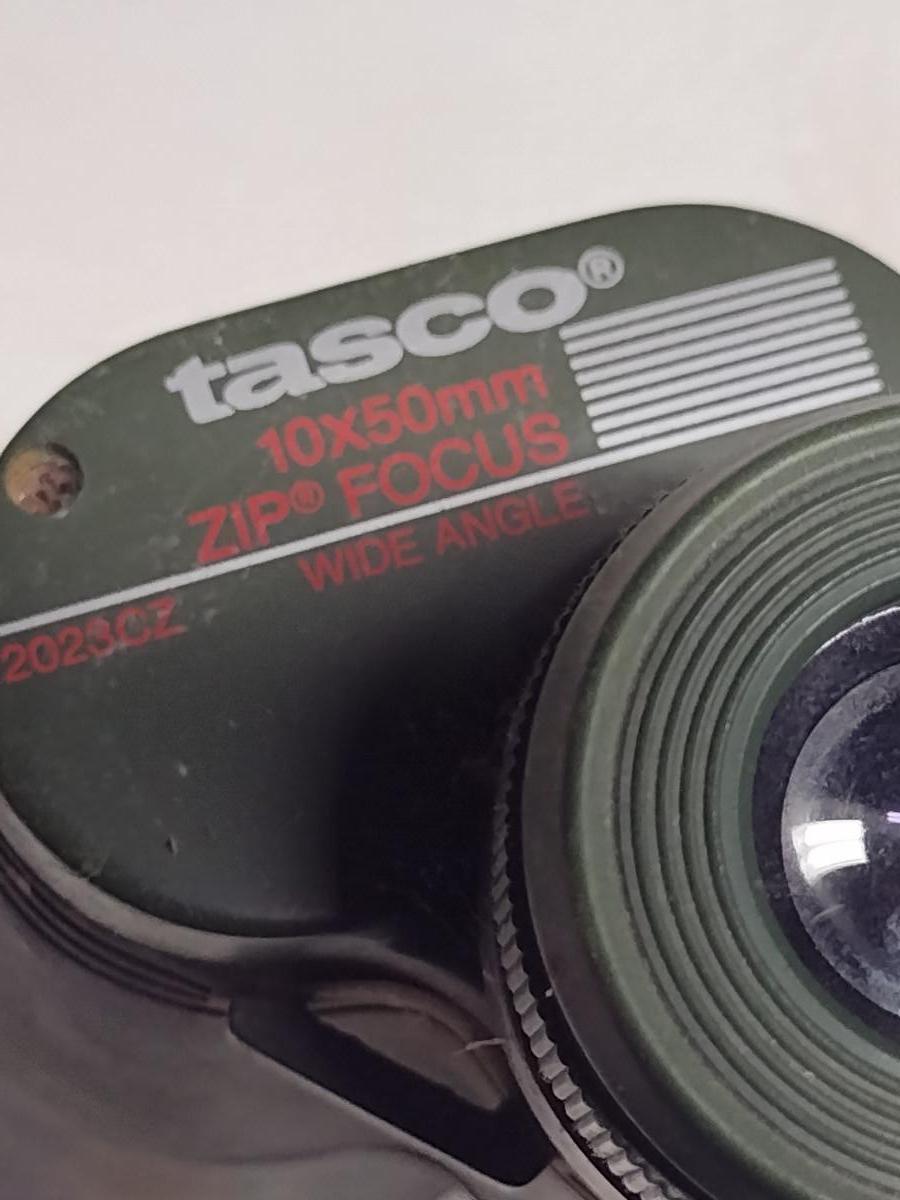 tasco®
10x50mm
ZIP® FOCUS
WIDE ANGLE
2023CZ